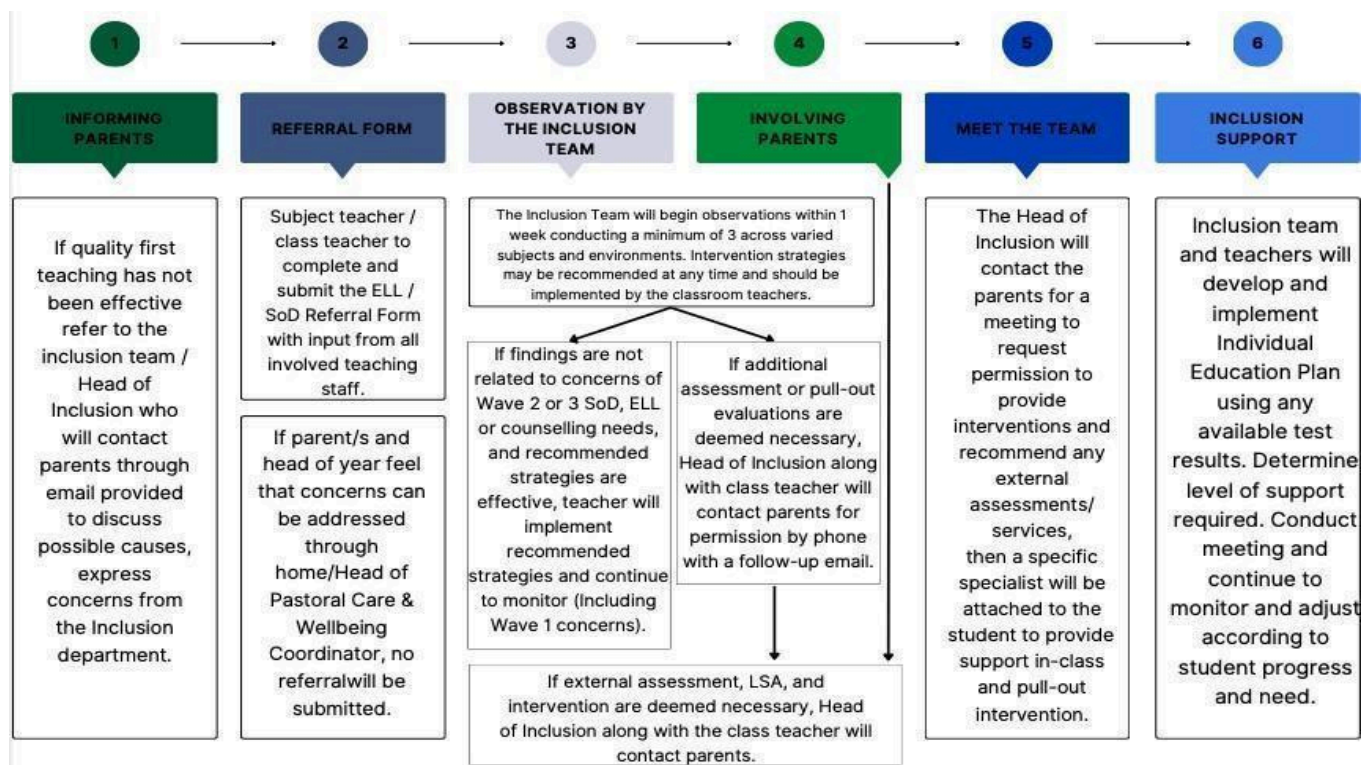 1
2
3
4
5
6
INFORMING
PARENTS
REFERRAL FORM
OBSERVATION BY
THE INCLUSION
TEAM
INVOLVING
PARENTS
MEET THE TEAM
INCLUSION
SUPPORT
If quality first
teaching has not
been effective
refer to the
inclusion team /
Head of
Inclusion who
will contact
parents through
email provided
to discuss
possible causes,
express
concerns from
the Inclusion
department.
Subject teacher /
class teacher to
complete and
submit the ELL /
SoD Referral Form
with input from all
involved teaching
staff.
If parent/s and
head of year feel
that concerns can
be addressed
through
home/Head of
Pastoral Care &
Wellbeing
Coordinator, no
referralwill be
submitted.
The Inclusion Team will begin observations within 1
week conducting a minimum of 3 across varied
subjects and environments. Intervention strategies
may be recommended at any time and should be
implemented by the classroom teachers.
If findings are not
related to concerns of
Wave 2 or 3 SoD, ELL
or counselling needs,
and recommended
strategies are
effective, teacher will
implement
recommended
strategies and continue
to monitor (Including
Wave 1 concerns).
If additional
assessment or pull-out
evaluations are
deemed necessary,
Head of Inclusion along
with class teacher will
contact parents for
permission by phone
with a follow-up email.
If external assessment, LSA, and
intervention are deemed necessary, Head
of Inclusion along with the class teacher will
contact parents.
The Head of
Inclusion will
contact the
parents for a
meeting to
request
permission to
provide
interventions and
recommend any
external
assessments/
services,
then a specific
specialist will be
attached to the
student to provide
support in-class
and pull-out
intervention.
Inclusion team
and teachers will
develop and
implement
Individual
Education Plan
using any
available test
results. Determine
level of support
required. Conduct
meeting and
continue to
monitor and adjust
according to
student progress
and need.